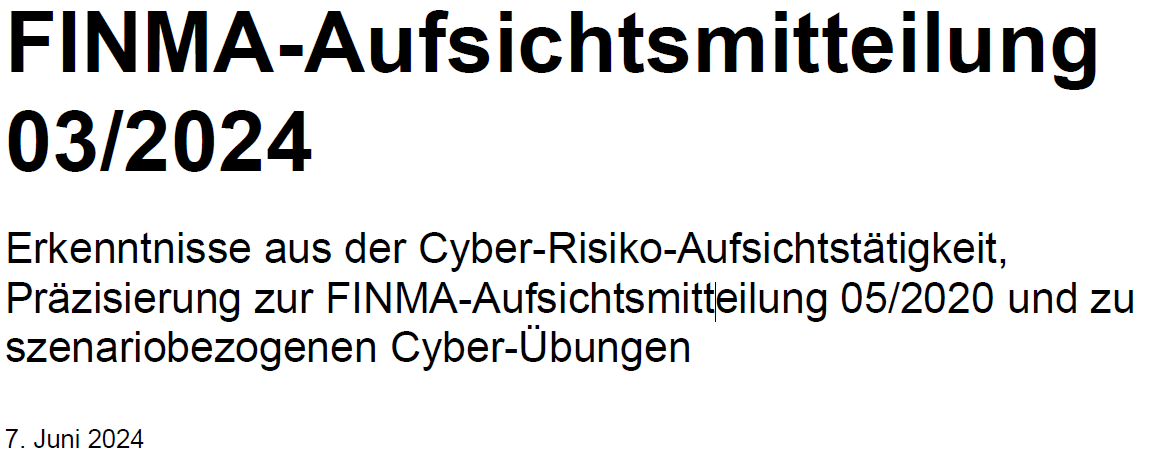 FINMA-Aufsichtsmitteilung
03/2024
Erkenntnisse aus der Cyber-Risiko-Aufsichtstätigkeit,
Präzisierung zur FINMA-Aufsichtsmitteilung 05/2020 und zu
szenariobezogenen Cyber-Übungen
7. Juni 2024